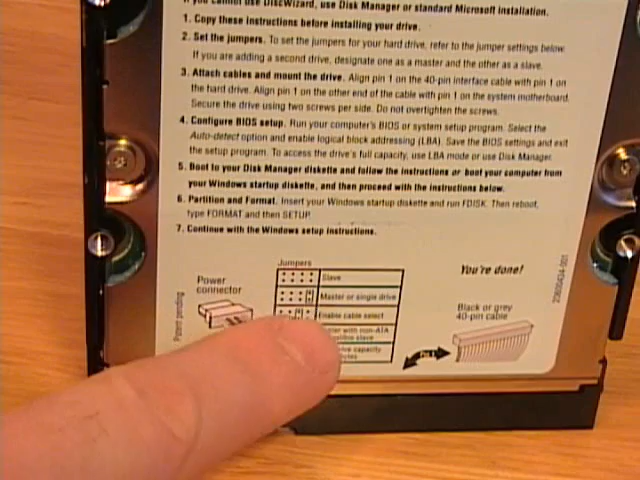 If you cannot use DiscWizard, use Disk Manager or standard Microsoft installation.
1. Copy these instructions before installing your drive.
2. Set the jumpers. To set the jumpers for your hard drive, refer to the jumper settings below.
If you are adding a second drive, designate one as a master and the other as a slave.
3. Attach cables and mount the drive. Align pin 1 on the 40-pin interface cable with pin 1 on
the hard drive. Align pin 1 on the other end of the cable with pin 1 on the system motherboard.
Secure the drive using two screws per side. Do not overtighten the screws.
4. Configure BIOS setup. Run your computer's BIOS or system setup program. Select the
Auto-detect option and enable logical block addressing (LBA). Save the BIOS settings and exit
the setup program. To access the drive's full capacity, use LBA mode or use Disk Manager.
5. Boot to your Disk Manager diskette and follow the instructions or boot your computer from
your Windows startup diskette, and then proceed with the instructions below.
6. Partition and Format. Insert your Windows startup diskette and run FDISK. Then reboot,
type FORMAT and then SETUP.
7. Continue with the Windows setup instructions.
Jumpers
Slave
Master or single drive
Enable cable select
with non-ATA
slave
capacity
Power
connector
Patent pending
You're done!
Black or grey
40-pin cable
Pin 1